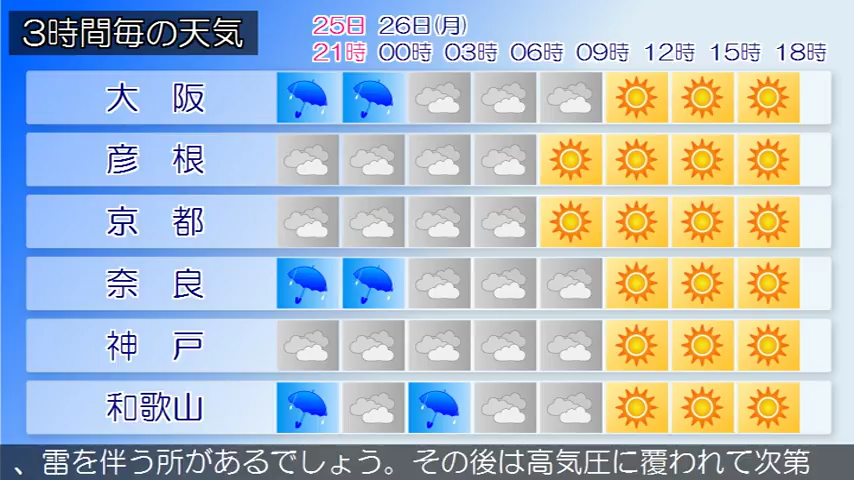 3時間毎の天気
25日 26日(月)
21時 00時 03時 06時 09時 12時 15時 18時
大阪
彦根
京都
奈良
神戸
和歌山
、雷を伴う所があるでしょう。その後は高気圧に覆われて次第